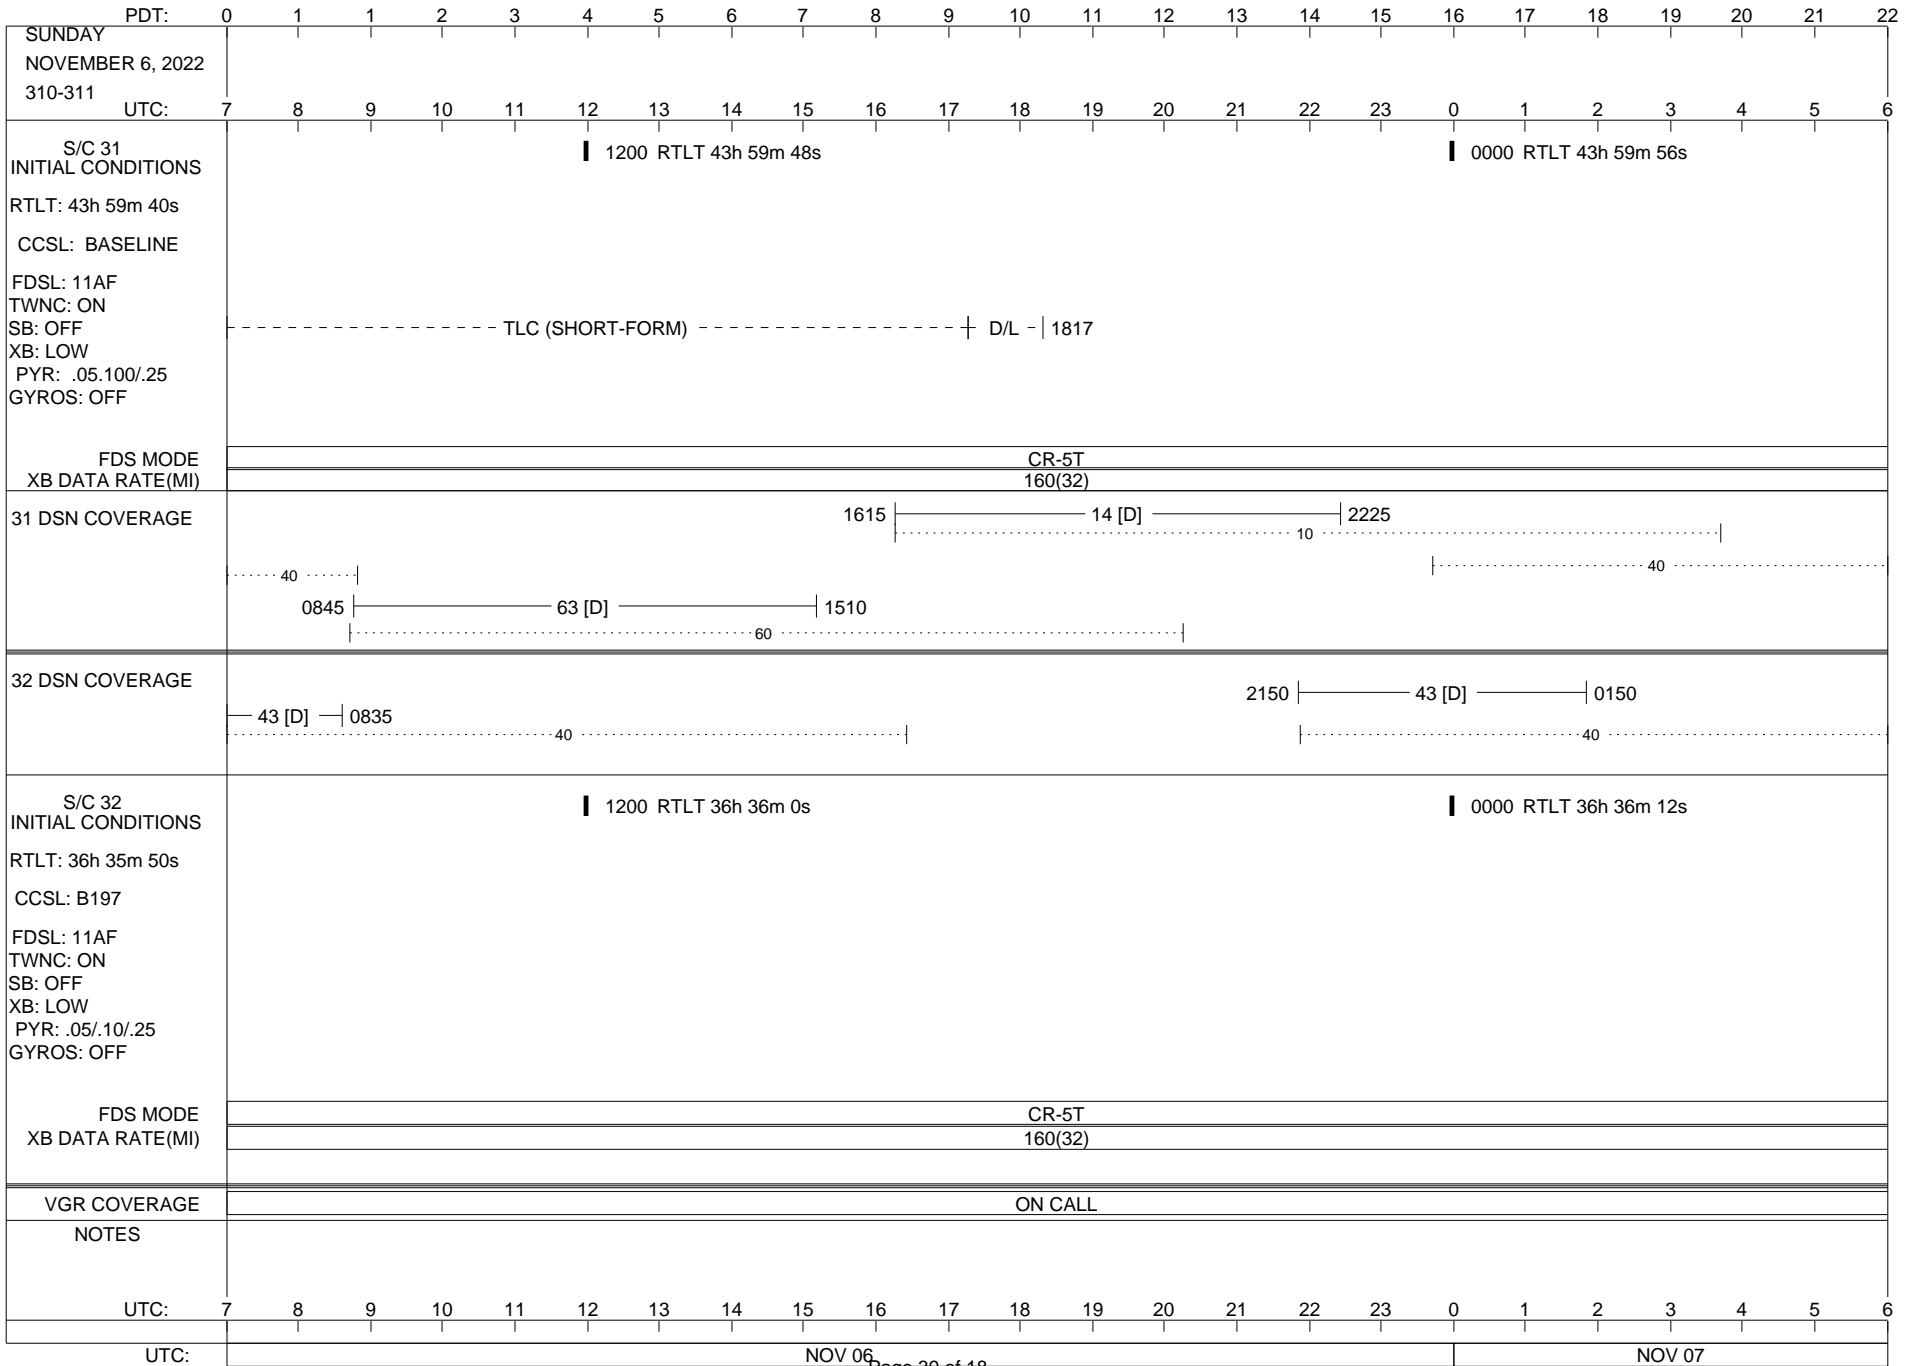 PDT: 0 1 1 2 3 4 5 6 7 8 9 10 11 12 13 14 15 16 17 18 19 20 21 22
SUNDAY
NOVEMBER 6, 2022
310-311
UTC: 7 8 9 10 11 12 13 14 15 16 17 18 19 20 21 22 23 0 1 2 3 4 5 6
S/C 31
INITIAL CONDITIONS
1200 RTLT 43h 59m 48s
0000 RTLT 43h 59m 56s
RTLT: 43h 59m 40s
CCSL: BASELINE
FDSL: 11AF
TWNC: ON
SB: OFF
TLC (SHORT-FORM) D/L 1817
XB: LOW
PYR: .05.100/.25
GYROS: OFF
FDS MODE CR-5T
XB DATA RATE(MI) 160(32)
31 DSN COVERAGE
1615 14 [D] 2225
10
40
40
0845 63 [D] 1510
60
32 DSN COVERAGE
2150 43 [D] 0150
43 [D] 0835
40
40
S/C 32
INITIAL CONDITIONS
1200 RTLT 36h 36m 0s
0000 RTLT 36h 36m 12s
RTLT: 36h 35m 50s
CCSL: B197
FDSL: 11AF
TWNC: ON
SB: OFF
XB: LOW
PYR: .05/.10/.25
GYROS: OFF
FDS MODE CR-5T
XB DATA RATE(MI) 160(32)
VGR COVERAGE ON CALL
NOTES
UTC: 7 8 9 10 11 12 13 14 15 16 17 18 19 20 21 22 23 0 1 2 3 4 5 6
UTC: NOV 06 NOV 07
of 18